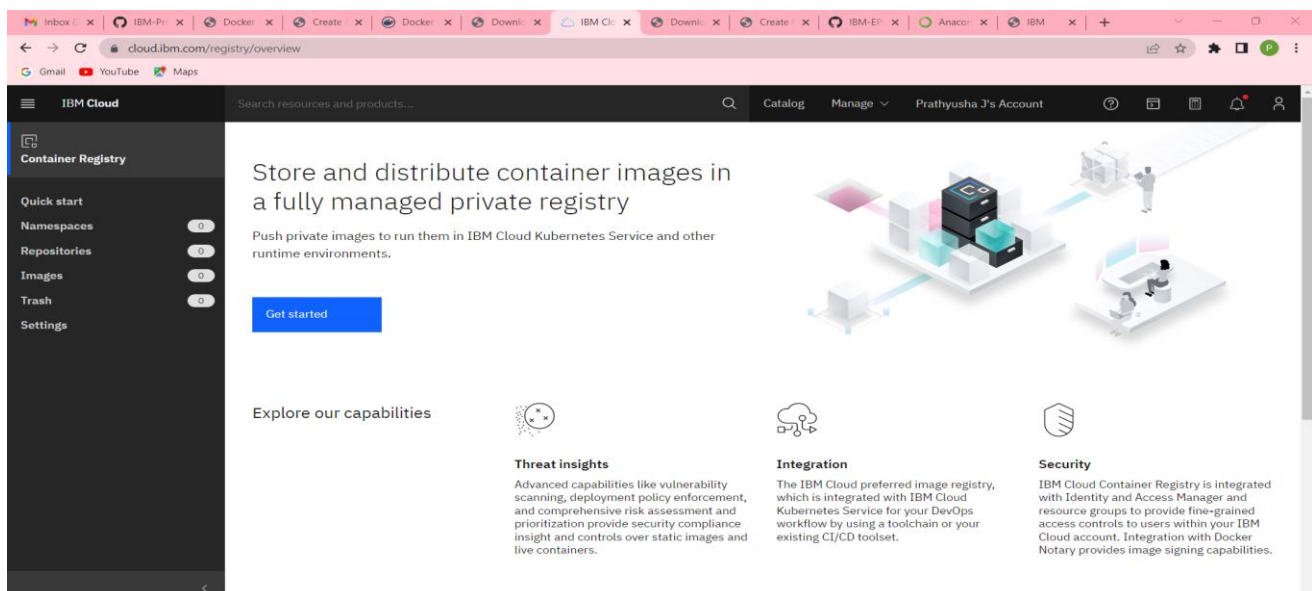 Inbox
IBM-Pr
Docker
Create
Docker
Downlo
IBM Clo
Downlo
Create
IBM-EP
Anacon
IBM
cloud.ibm.com/registry/overview
P
Gmail
YouTube
Maps
IBM Cloud
Search resources and products...
Catalog
Manage
Prathyusha J's Account
Container Registry
Quick start
Namespaces 0
Repositories 0
Images 0
Trash 0
Settings
Store and distribute container images in
a fully managed private registry
Push private images to run them in IBM Cloud Kubernetes Service and other
runtime environments.
Get started
Explore our capabilities
Threat insights
Advanced capabilities like vulnerability
scanning, deployment policy enforcement,
and comprehensive risk assessment and
prioritization provide security compliance
insight and controls over static images and
live containers.
Integration
The IBM Cloud preferred image registry,
which is integrated with IBM Cloud
Kubernetes Service for your DevOps
workflow by using a toolchain or your
existing CI/CD toolset.
Security
IBM Cloud Container Registry is integrated
with Identity and Access Manager and
resource groups to provide fine-grained
access controls to users within your IBM
Cloud account. Integration with Docker
Notary provides image signing capabilities.